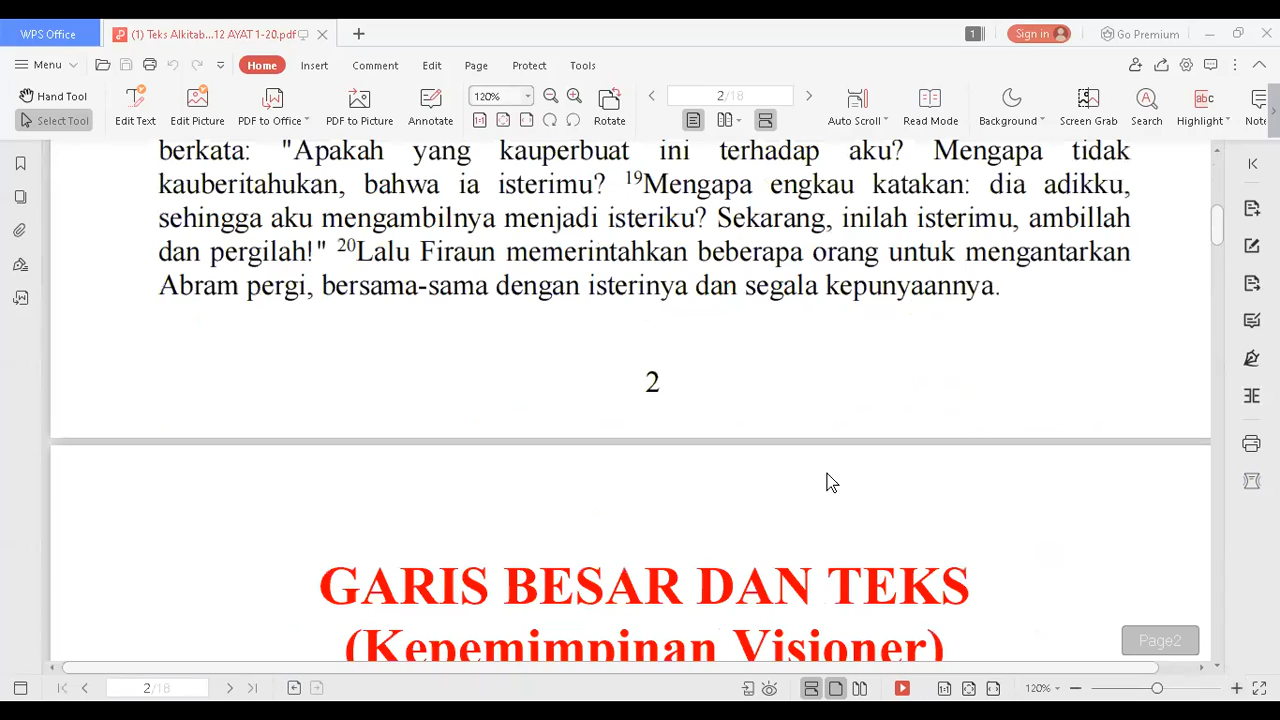 WPS Office
(1) Teks Alkitab...12 AYAT 1-20.pdf
1
Sign in
Go Premium
Menu
Home
Insert
Comment
Edit
Page
Protect
Tools
Hand Tool
Select Tool
Edit Text
Edit Picture
PDF to Office
PDF to Picture
Annotate
120%
Rotate
2/18
Auto Scroll
Read Mode
Background
Screen Grab
Search
Highlight
Note
berkata: "Apakah yang kauperbuat ini terhadap aku? Mengapa tidak
kauberitahukan, bahwa ia isterimu? 19Mengapa engkau katakan: dia adikku,
sehingga aku mengambilnya menjadi isteriku? Sekarang, inilah isterimu, ambillah
dan pergilah!" 20Lalu Firaun memerintahkan beberapa orang untuk mengantarkan
Abram pergi, bersama-sama dengan isterinya dan segala kepunyaannya.
2
GARIS BESAR DAN TEKS
(Kepemimpinan Visioner)
Page2
2/18
120%